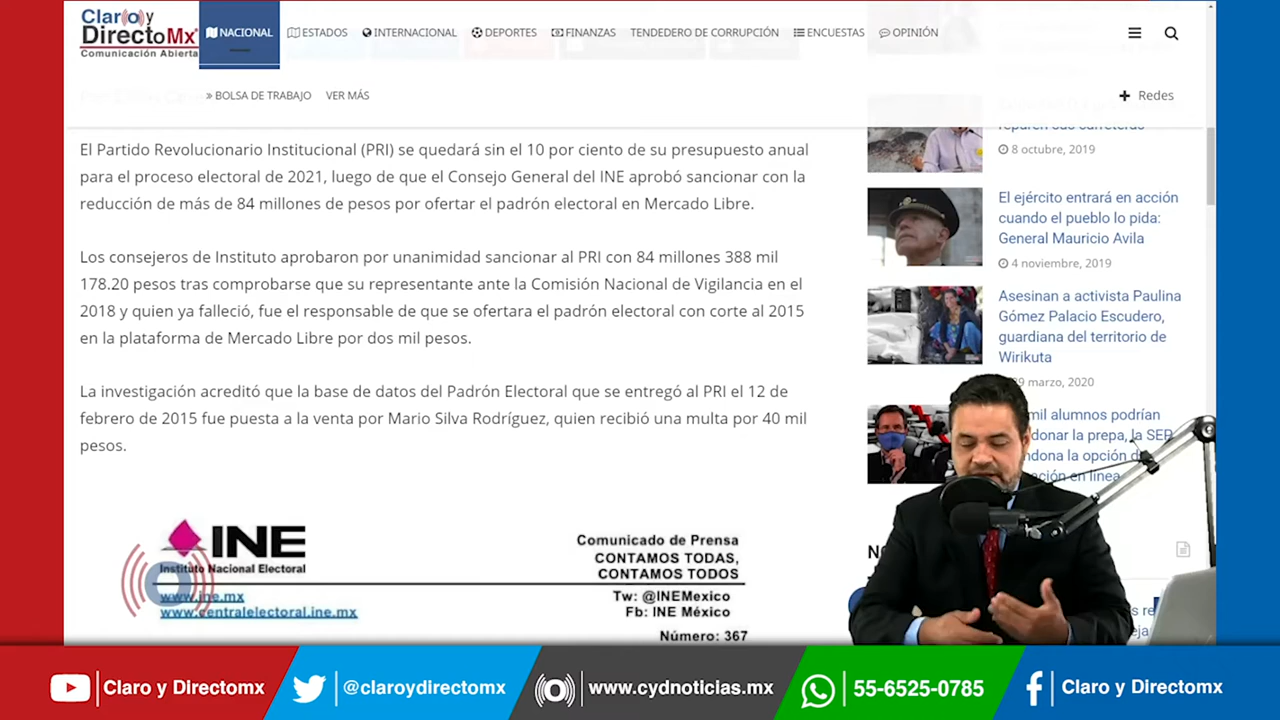 Claro y
DirectoMx
Comunicación Abierta
NACIONAL
ESTADOS
INTERNACIONAL
DEPORTES
FINANZAS
TENDEDERO DE CORRUPCIÓN
ENCUESTAS
OPINIÓN
» BOLSA DE TRABAJO
VER MÁS
+ Redes
El Partido Revolucionario Institucional (PRI) se quedará sin el 10 por ciento de su presupuesto anual
para el proceso electoral de 2021, luego de que el Consejo General del INE aprobó sancionar con la
reducción de más de 84 millones de pesos por ofertar el padrón electoral en Mercado Libre.
Los consejeros de Instituto aprobaron por unanimidad sancionar al PRI con 84 millones 388 mil
178.20 pesos tras comprobarse que su representante ante la Comisión Nacional de Vigilancia en el
2018 y quien ya falleció, fue el responsable de que se ofertara el padrón electoral con corte al 2015
en la plataforma de Mercado Libre por dos mil pesos.
La investigación acreditó que la base de datos del Padrón Electoral que se entregó al PRI el 12 de
febrero de 2015 fue puesta a la venta por Mario Silva Rodríguez, quien recibió una multa por 40 mil
pesos.
INE
Instituto Nacional Electoral
www.ine.mx
www.centralelectoral.ine.mx
Comunicado de Prensa
CONTAMOS TODAS,
CONTAMOS TODOS
Tw: @INEMexico
Fb: INE México
Número: 367
8 octubre, 2019
El ejército entrará en acción
cuando el pueblo lo pida:
General Mauricio Avila
4 noviembre, 2019
Asesinan a activista Paulina
Gómez Palacio Escudero,
guardiana del territorio de
Wirikuta
marzo, 2020
mil alumnos podrían
la prepa, la SEP
la opción
en línea
Claro y Directomx
@claroydirectomx
www.cydnoticias.mx
55-6525-0785
Claro y Directomx